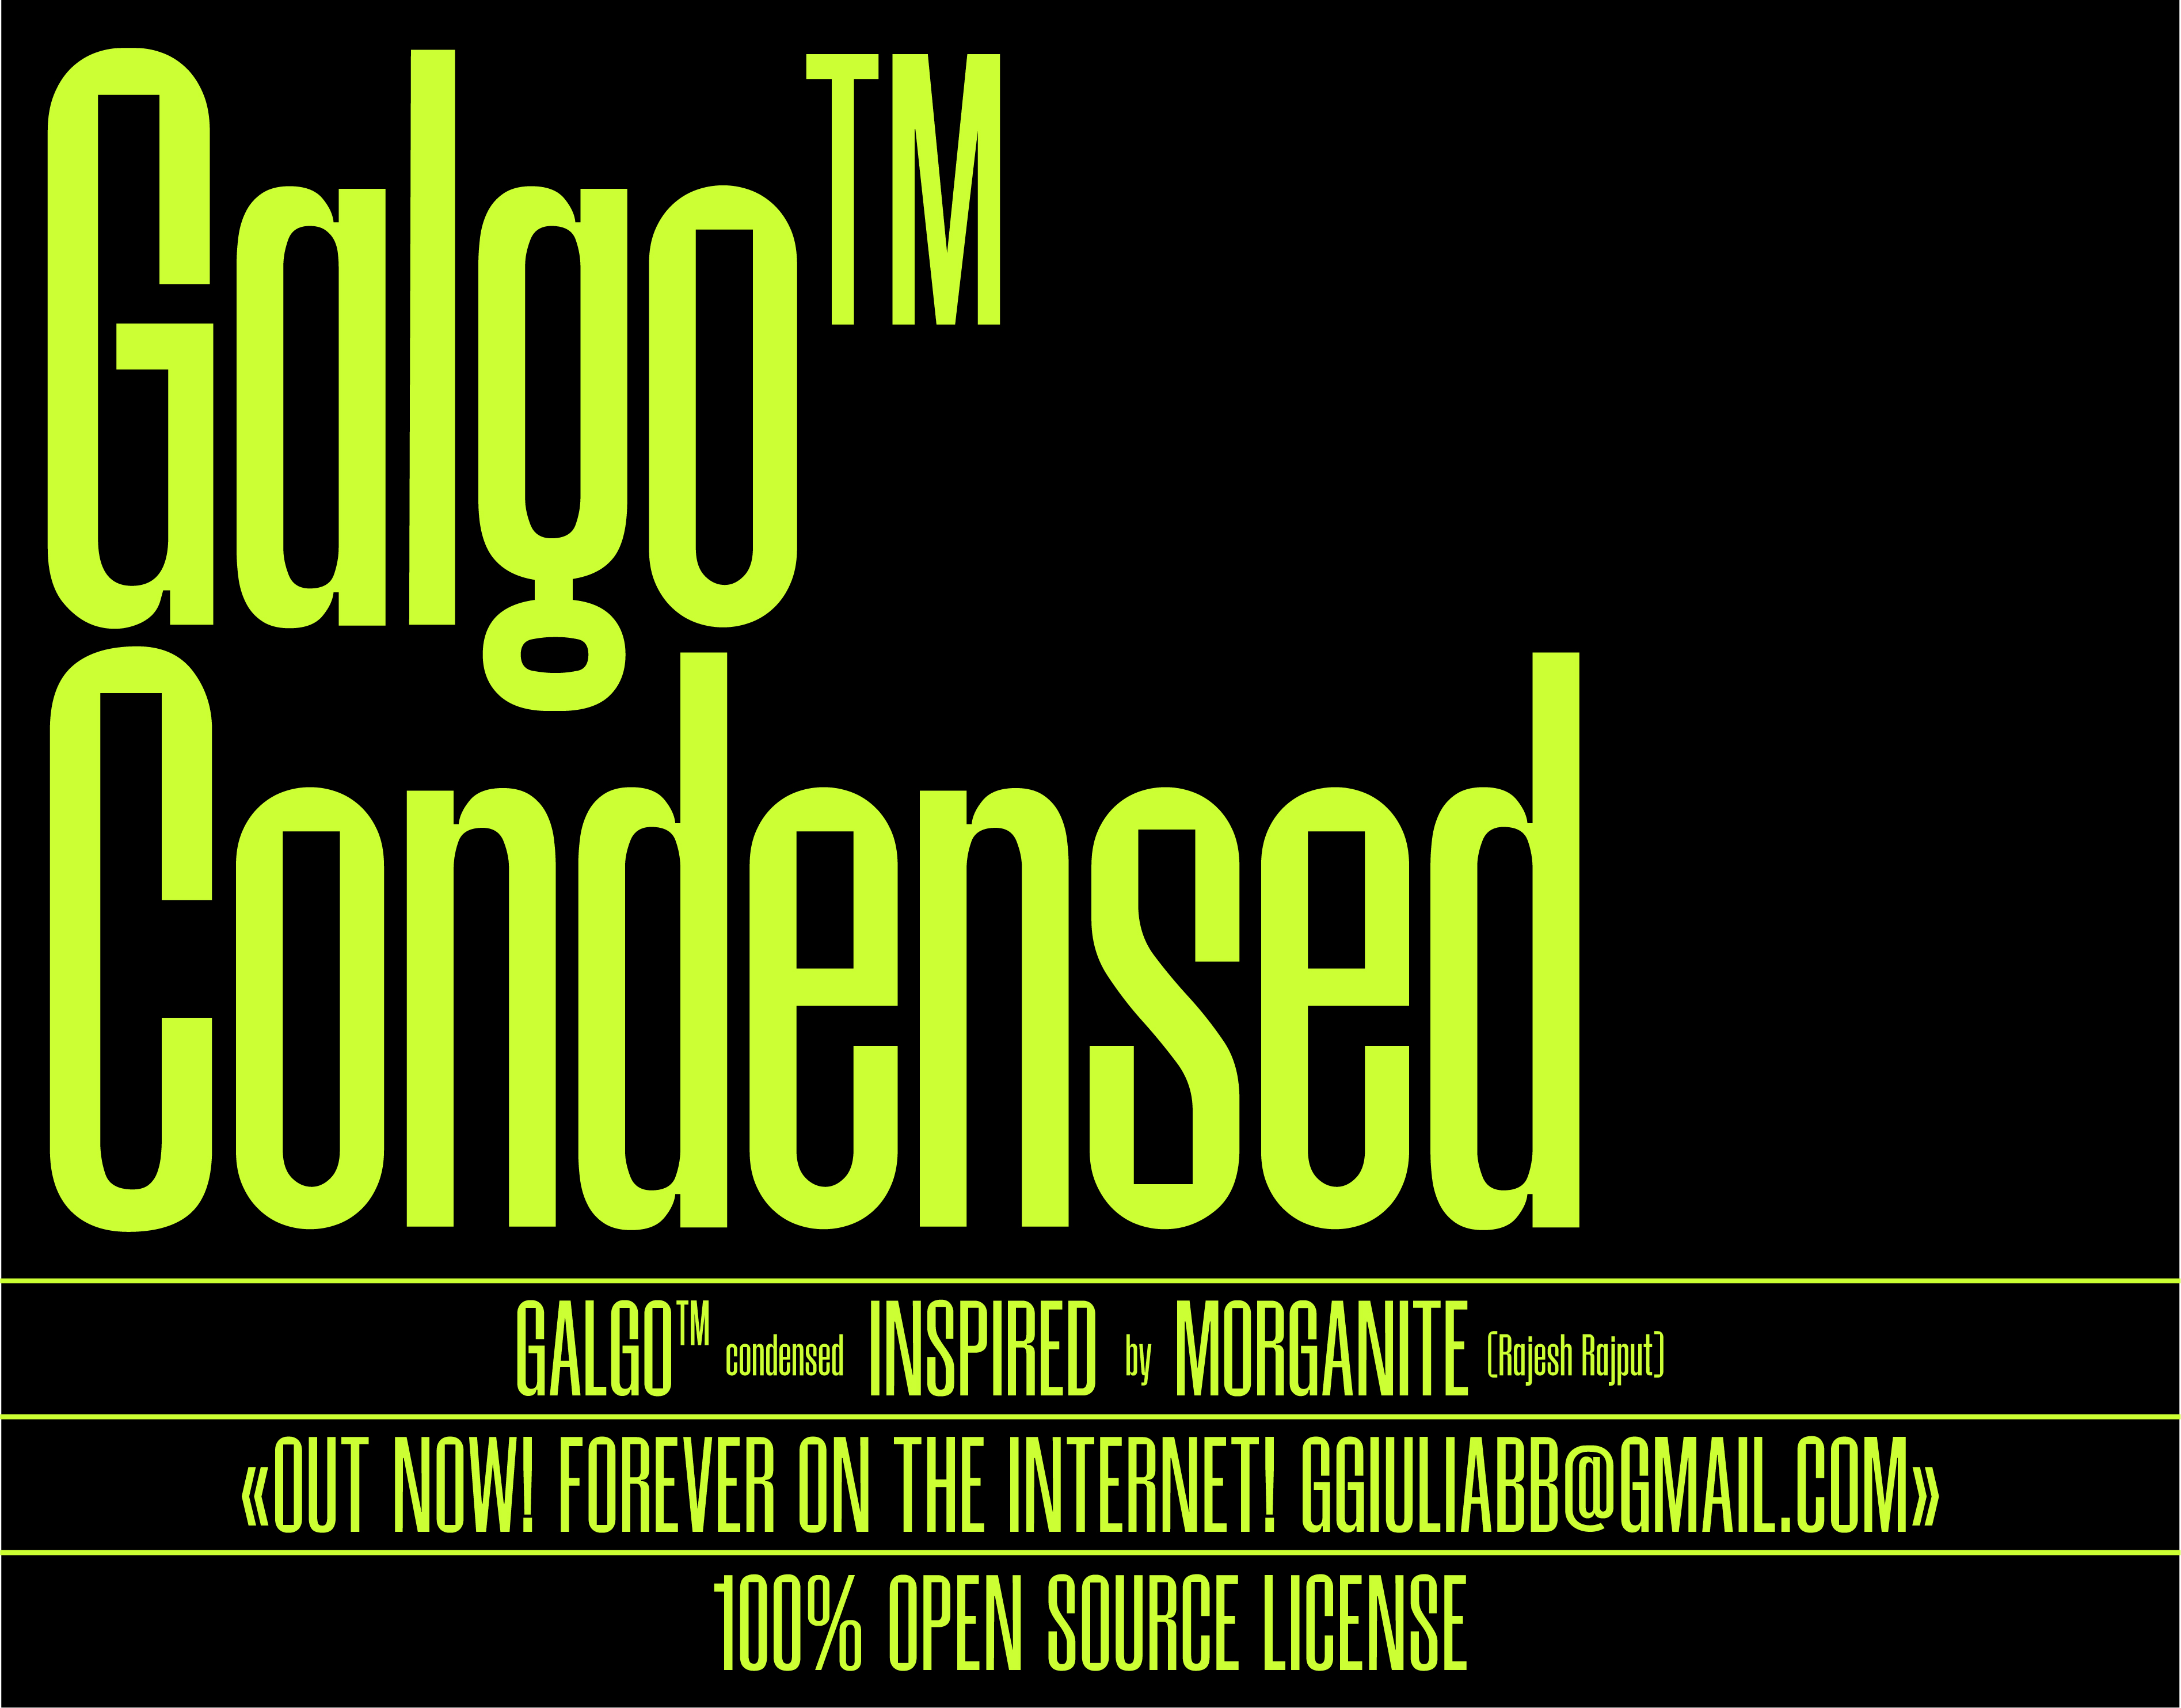 Galgo™
Condensed
GALGO™ condensed INSPIRED by MORGANITE (Rajesh Rajput)
«OUT NOW! FOREVER ON THE INTERNET! GGIULIABB@GMAIL.COM»
100% OPEN SOURCE LICENSE